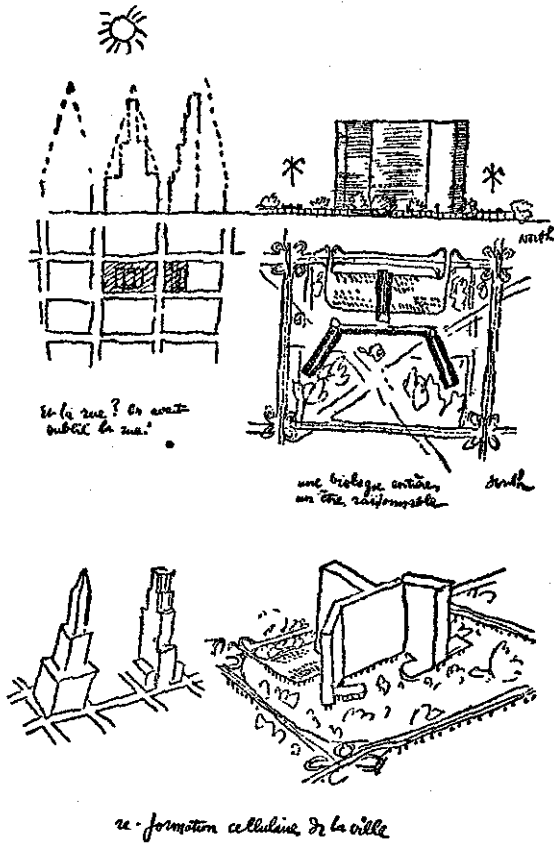 North
Et la rue? On avait
oublié la rue!
une biologie entière,
un être raisonnable
South
re-formation cellulaire de la ville